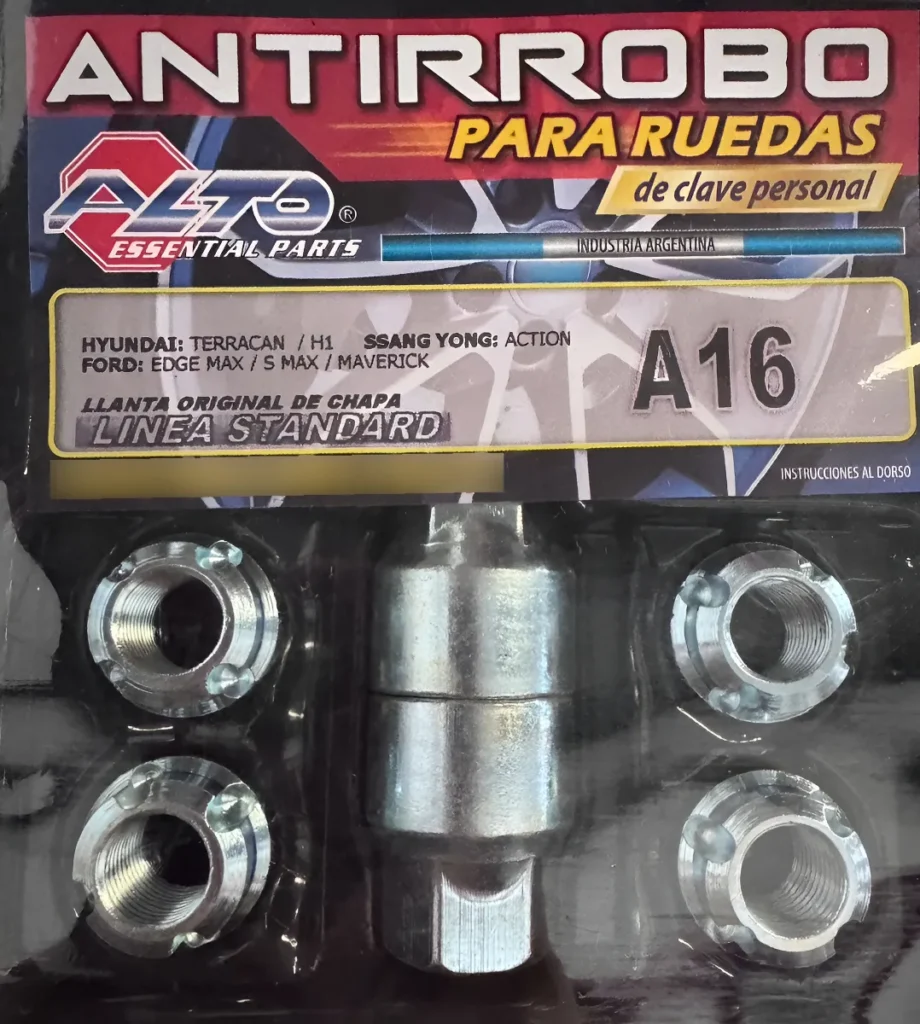 ANTIRROBO
PARA RUEDAS
de clave personal
ALTO ®
ESSENTIAL PARTS
INDUSTRIA ARGENTINA
HYUNDAI: TERRACAN / H1 SSANG YONG: ACTION
FORD: EDGE MAX / S MAX / MAVERICK
A16
LLANTA ORIGINAL DE CHAPA
LINEA STANDARD
INSTRUCCIONES AL DORSO